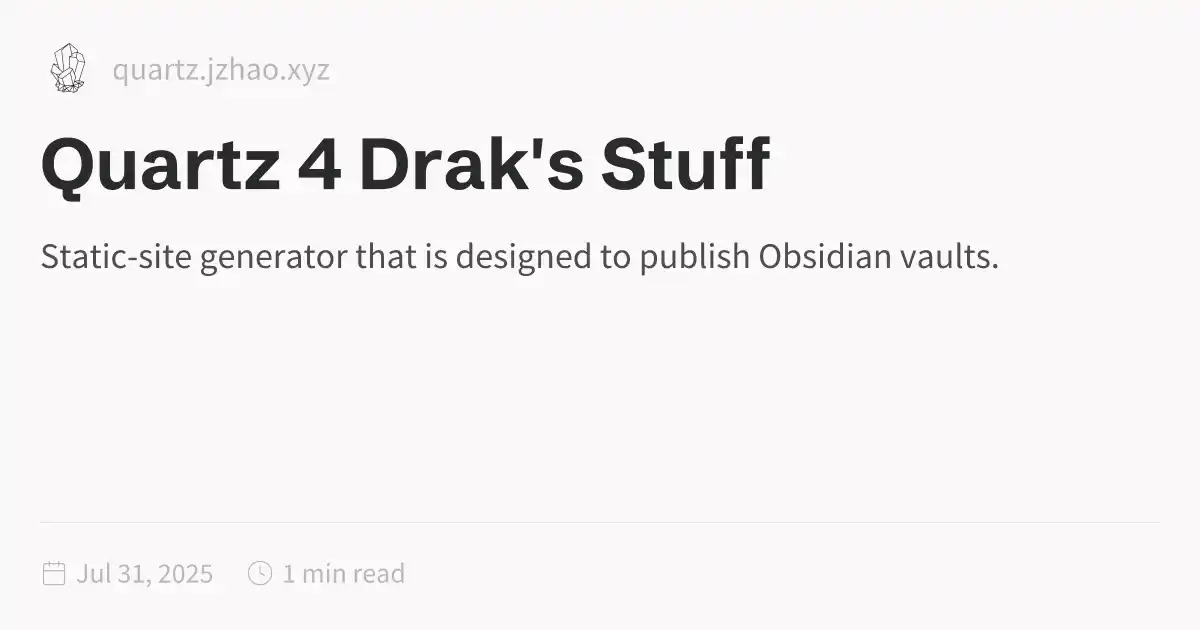 quartz.jzhao.xyz
Quartz 4 Drak's Stuff
Static-site generator that is designed to publish Obsidian vaults.
Jul 31, 2025 1 min read